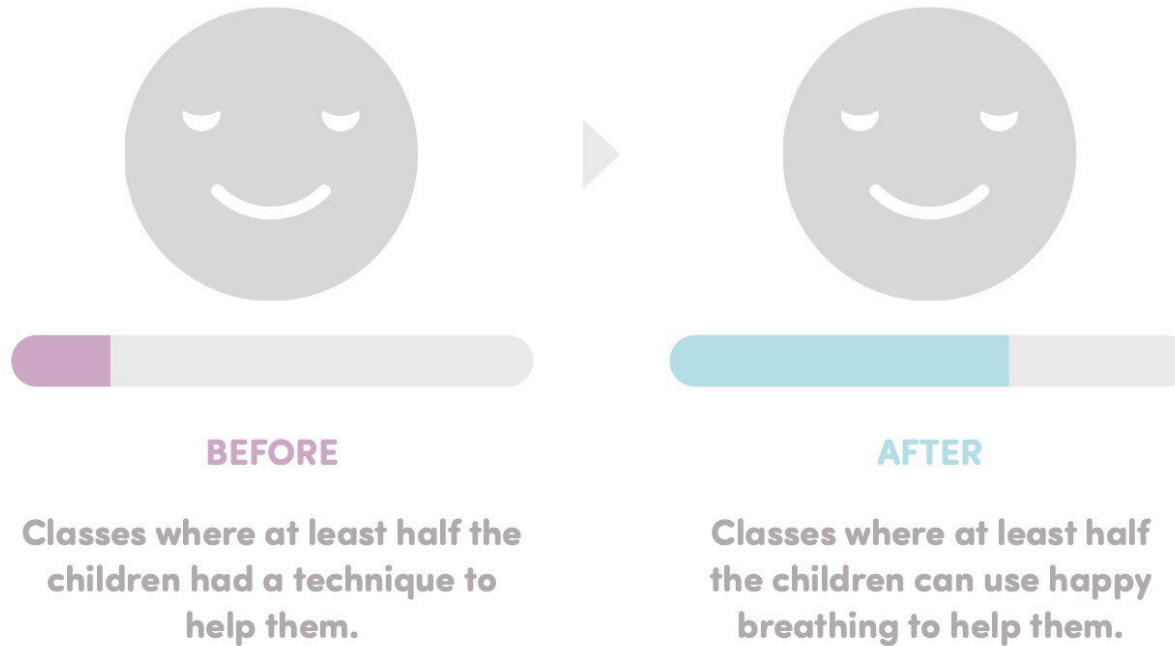 BEFORE
Classes where at least half the
children had a technique to
help them.
AFTER
Classes where at least half
the children can use happy
breathing to help them.